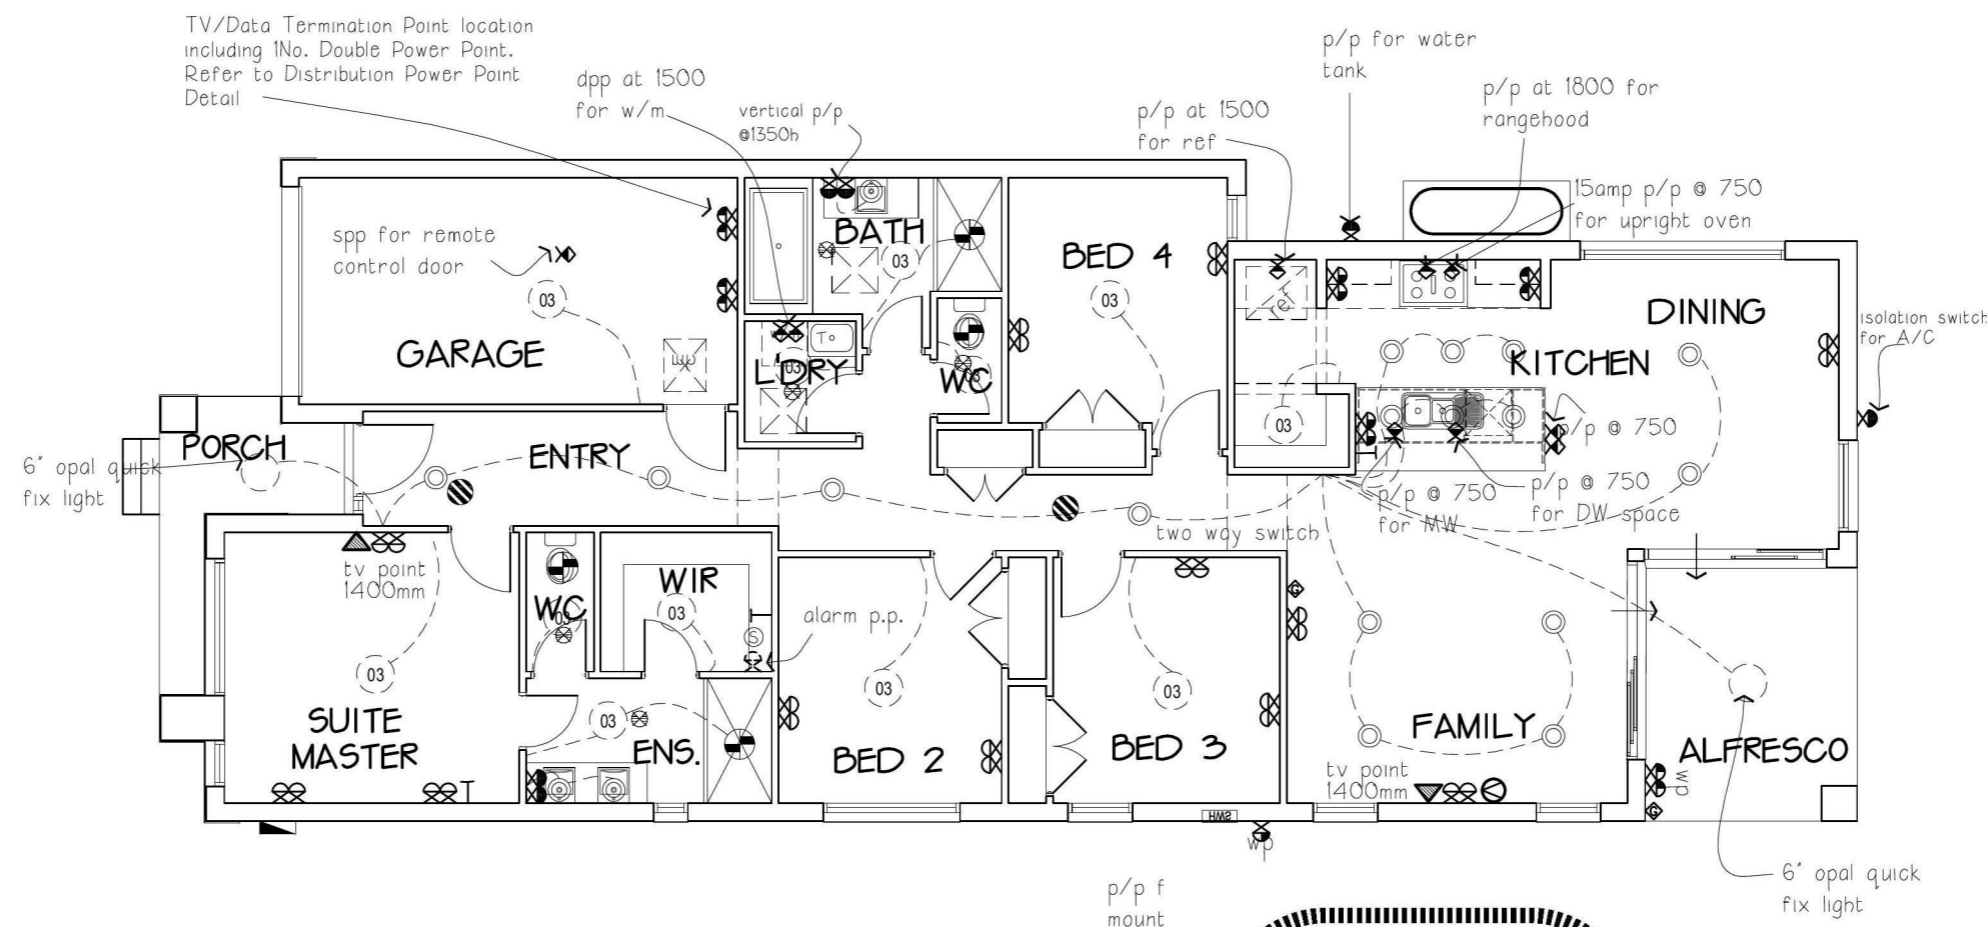 TV/Data Termination Point location
including 1No. Double Power Point.
Refer to Distribution Power Point
Detail
dpp at 1500
for w/m
vertical p/p
@1350h
p/p at 1500
for ref
p/p for water
tank
p/p at 1800 for
rangehood
15amp p/p @ 750
for upright oven
isolation switch
for A/C
spp for remote
control door
03
GARAGE
BATH
03
L'DRY
03
T
WC
03
BED 4
03
ref
03
KITCHEN
DINING
p/p @ 750
p/p @ 750
for MW
p/p @ 750
for DW space
two way switch
PORCH
6" opal quick
fix light
ENTRY
tv point
1400mm
03
SUITE
MASTER
T
WC
03
WIR
03
S
alarm p.p.
03
ENS.
03
BED 2
03
BED 3
G
FAMILY
tv point
1400mm
ALFRESCO
wp
G
HWS
wp
6" opal quick
fix light
p/p f
mount